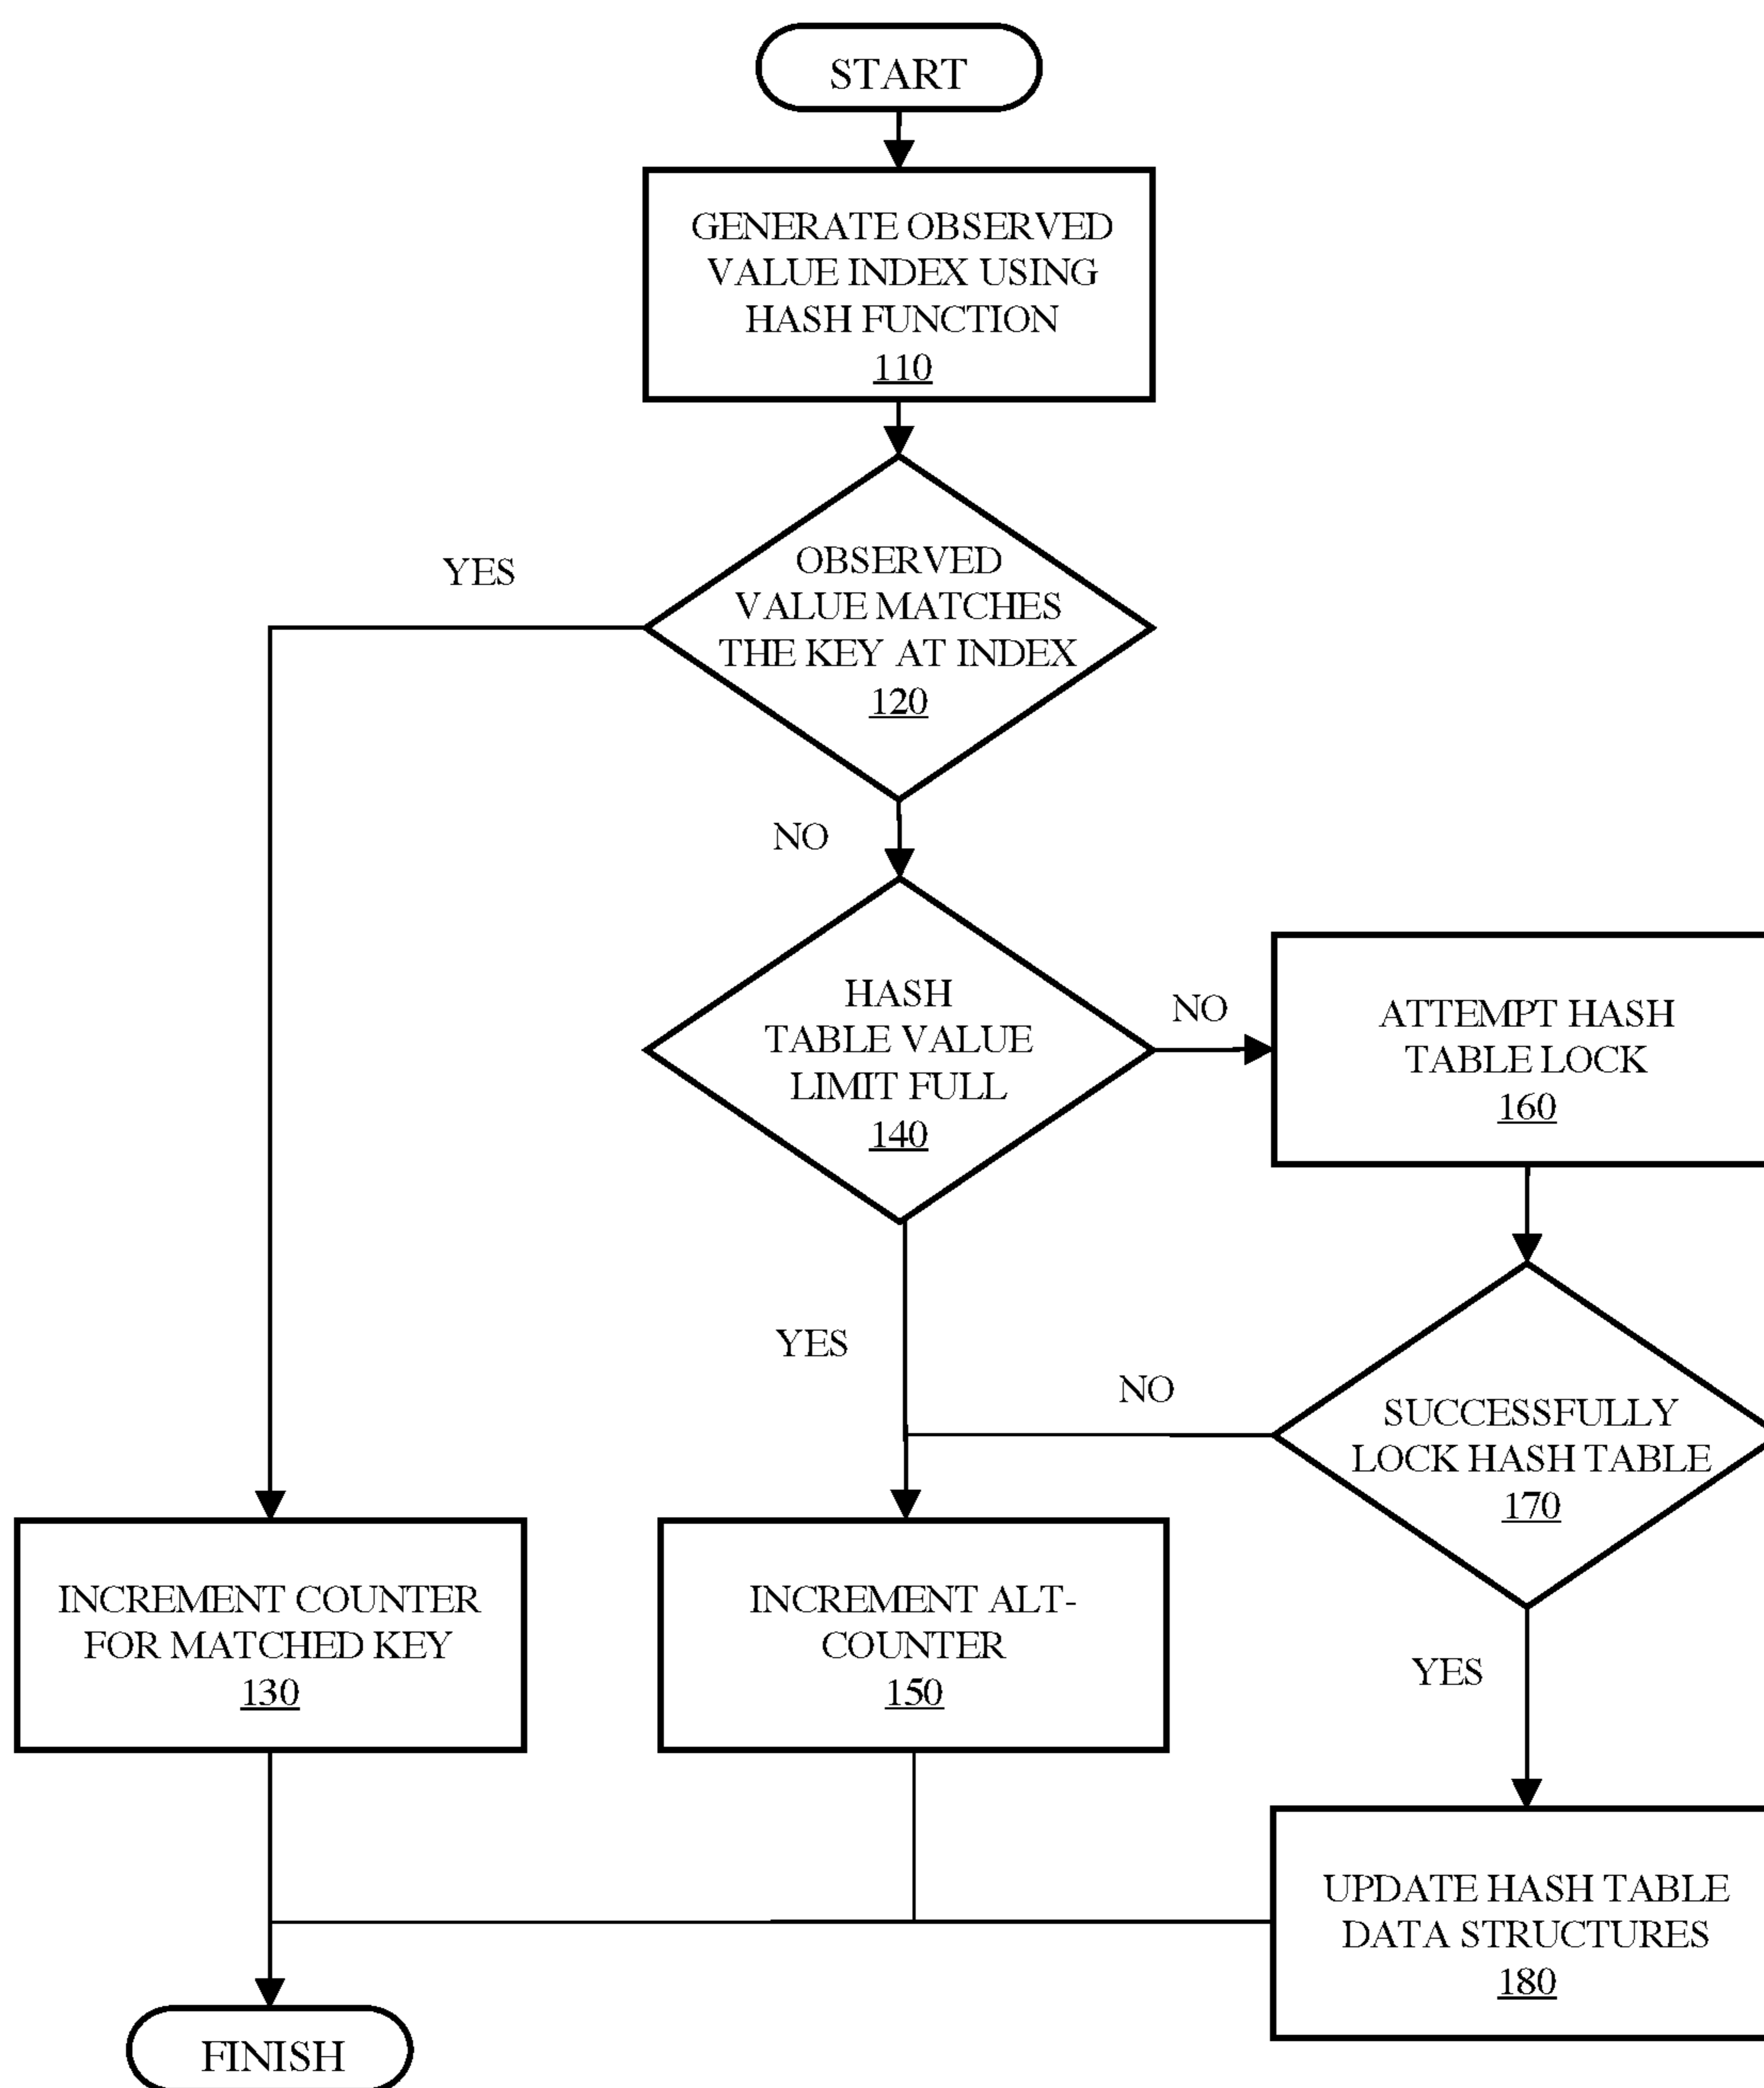 START
GENERATE OBSERVED
VALUE INDEX USING
HASH FUNCTION
110
YES
OBSERVED
VALUE MATCHES
THE KEY AT INDEX
120
NO
HASH
TABLE VALUE
LIMIT FULL
140
NO
ATTEMPT HASH
TABLE LOCK
160
YES
NO
SUCCESSFULLY
LOCK HASH TABLE
170
INCREMENT COUNTER
FOR MATCHED KEY
130
INCREMENT ALT-
COUNTER
150
YES
UPDATE HASH TABLE
DATA STRUCTURES
180
FINISH